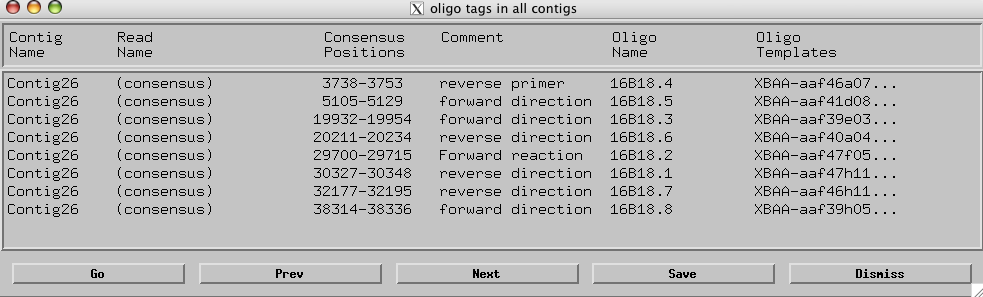 oligo tags in all contigs
Contig Read Consensus Comment Oligo Oligo
Name Name Positions Name Templates
Contig26 (consensus) 3738-3753 reverse primer 16B18.4 XBAA-aaf46a07...
Contig26 (consensus) 5105-5129 forward direction 16B18.5 XBAA-aaf41d08...
Contig26 (consensus) 19932-19954 forward direction 16B18.3 XBAA-aaf39e03...
Contig26 (consensus) 20211-20234 reverse direction 16B18.6 XBAA-aaf40a04...
Contig26 (consensus) 29700-29715 Forward reaction 16B18.2 XBAA-aaf47f05...
Contig26 (consensus) 30327-30348 reverse direction 16B18.1 XBAA-aaf47h11...
Contig26 (consensus) 32177-32195 reverse direction 16B18.7 XBAA-aaf46h11...
Contig26 (consensus) 38314-38336 forward direction 16B18.8 XBAA-aaf39h05...
Go Prev Next Save Dismiss